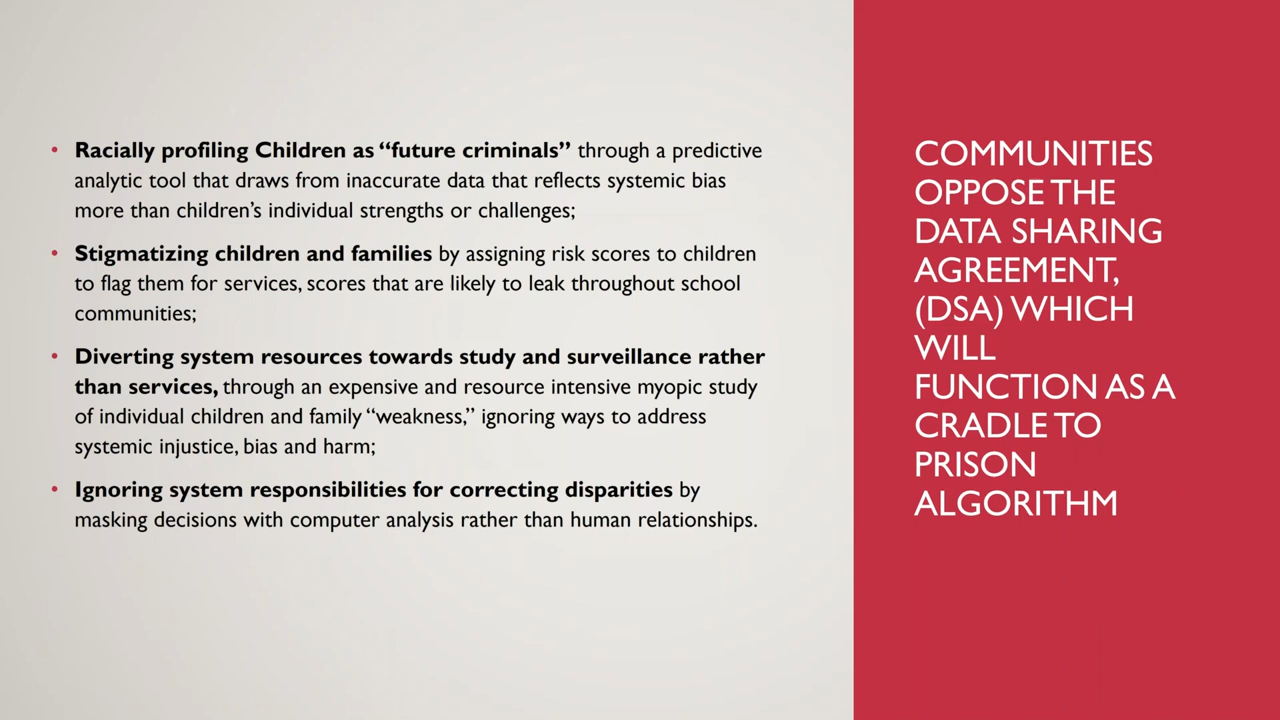 • Racially profiling Children as “future criminals” through a predictive
analytic tool that draws from inaccurate data that reflects systemic bias
more than children’s individual strengths or challenges;
• Stigmatizing children and families by assigning risk scores to children
to flag them for services, scores that are likely to leak throughout school
communities;
• Diverting system resources towards study and surveillance rather
than services, through an expensive and resource intensive myopic study
of individual children and family “weakness,” ignoring ways to address
systemic injustice, bias and harm;
• Ignoring system responsibilities for correcting disparities by
masking decisions with computer analysis rather than human relationships.
COMMUNITIES
OPPOSE THE
DATA SHARING
AGREEMENT,
(DSA) WHICH
WILL
FUNCTION AS A
CRADLE TO
PRISON
ALGORITHM